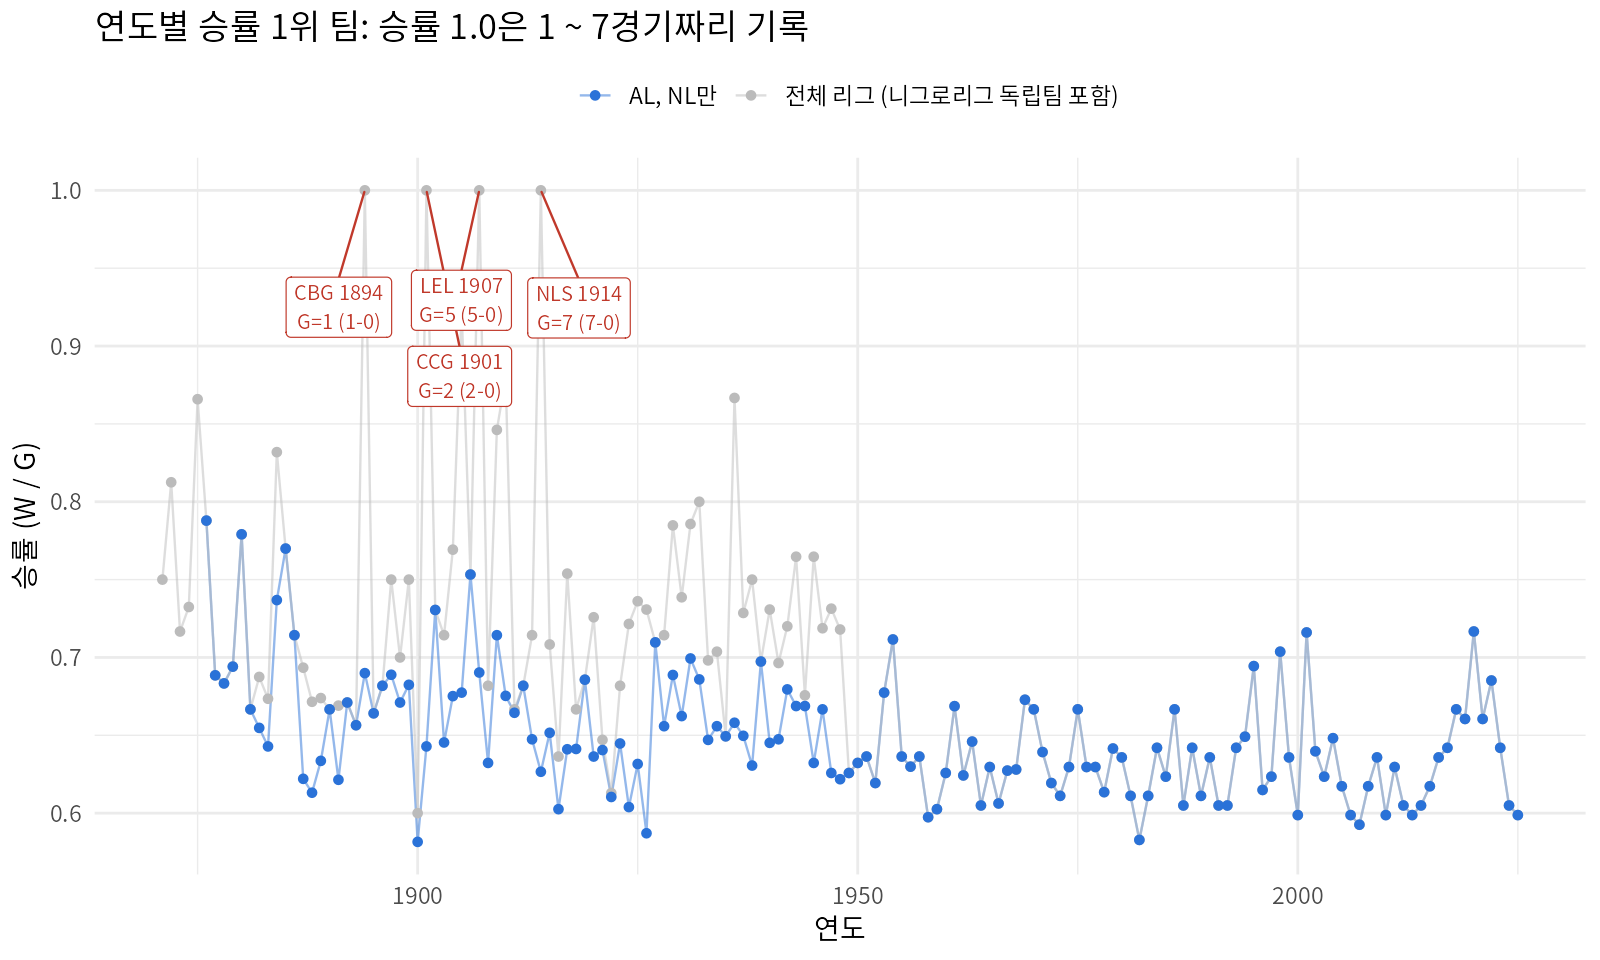 연도별 승률 1위 팀: 승률 1.0은 1 ~ 7경기짜리 기록
AL, NL만
전체 리그 (니그로리그 독립팀 포함)
승률 (W / G)
1.0
0.9
0.8
0.7
0.6
CBG 1894
G=1 (1-0)
LEL 1907
G=5 (5-0)
NLS 1914
G=7 (7-0)
CCG 1901
G=2 (2-0)
1900
1950
2000
연도